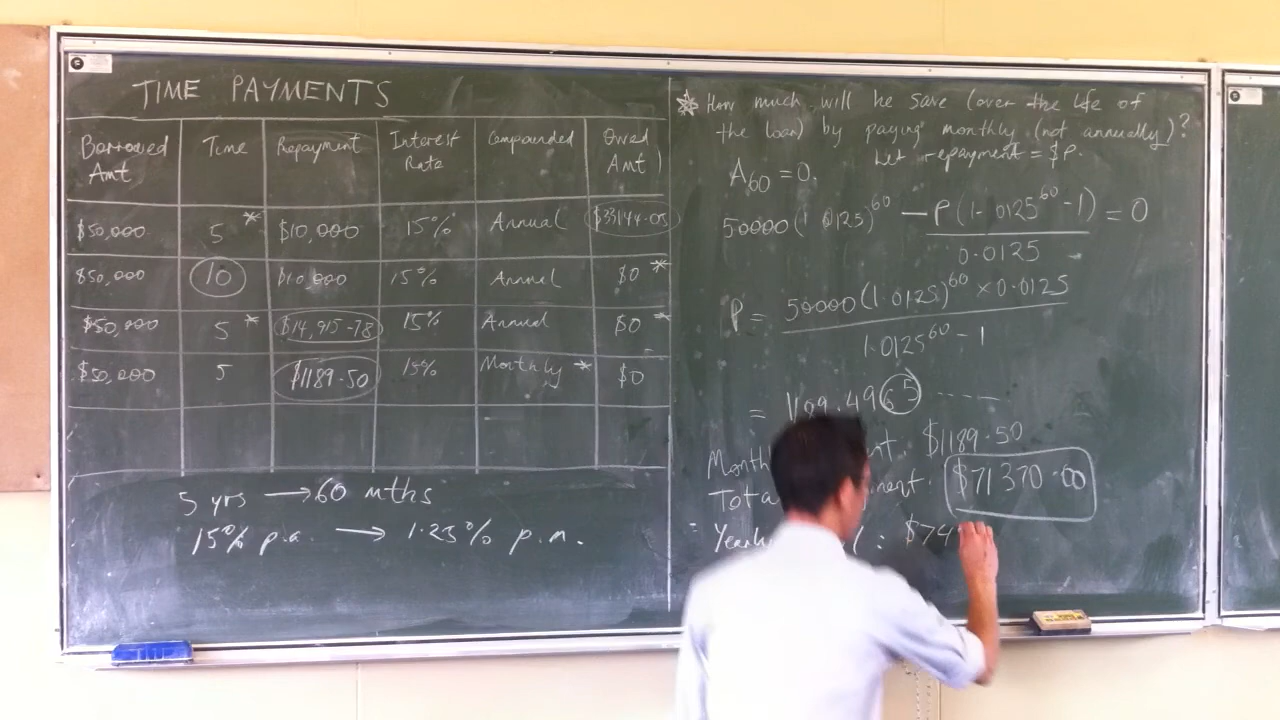 TIME PAYMENTS
Borrowed Amt Time Repayment Interest Rate Compounded Owed Amt
$50,000 5 * $10,000 15% Annual $33144.05
$50,000 10 $10,000 15% Annual $0 *
$50,000 5 * $14,915-78 15% Annual $0 *
$50,000 5 $1189.50 15% Monthly * $0
5 yrs → 60 mths
15% p.a. → 1.25% p.m.
* How much will he save (over the life of
the loan) by paying monthly (not annually)?
Let repayment = $P.
A60 = 0.
50000(1.0125)^60 - P(1.0125^60 - 1) = 0
0.0125
P = 50000(1.0125)^60 × 0.0125
1.0125^60 - 1
= 1189.4965 ....
Month : $1189.50
Tota $71370.00
Yearly : $74